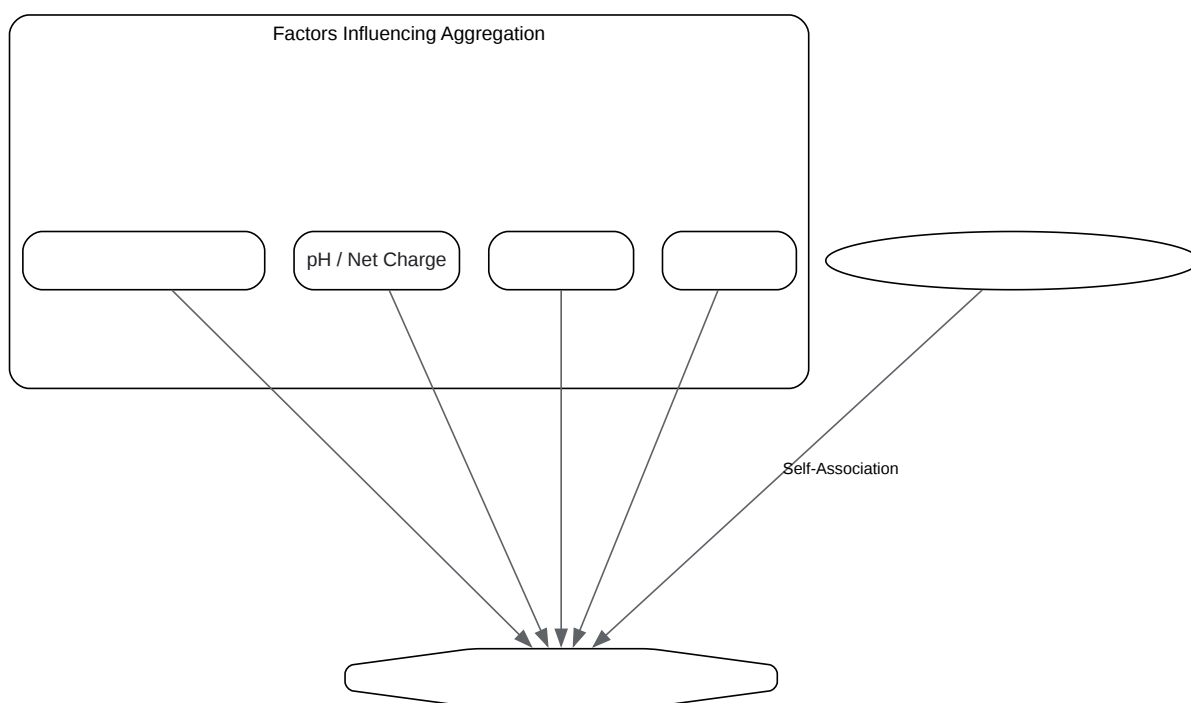 Factors Influencing Aggregation
pH / Net Charge
Self-Association